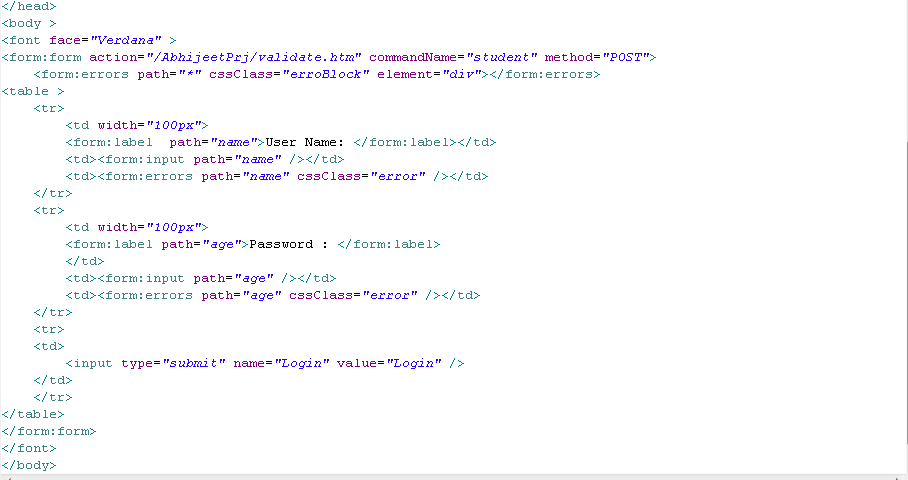 </head>
<body >
<font face="Verdana" >
<form:form action="/AbhijeetPrj/validate.htm" commandName="student" method="POST">
    <form:errors path="*" cssClass="erroBlock" element="div"></form:errors>
<table >
    <tr>
        <td width="100px">
        <form:label  path="name">User Name: </form:label></td>
        <td><form:input path="name" /></td>
        <td><form:errors path="name" cssClass="error" /></td>
    </tr>
    <tr>
        <td width="100px">
        <form:label path="age">Password : </form:label>
        </td>
        <td><form:input path="age" /></td>
        <td><form:errors path="age" cssClass="error" /></td>
    </tr>
    <tr>
    <td>
        <input type="submit" name="Login" value="Login" />
    </td>
    </tr>
</table>
</form:form>
</font>
</body>